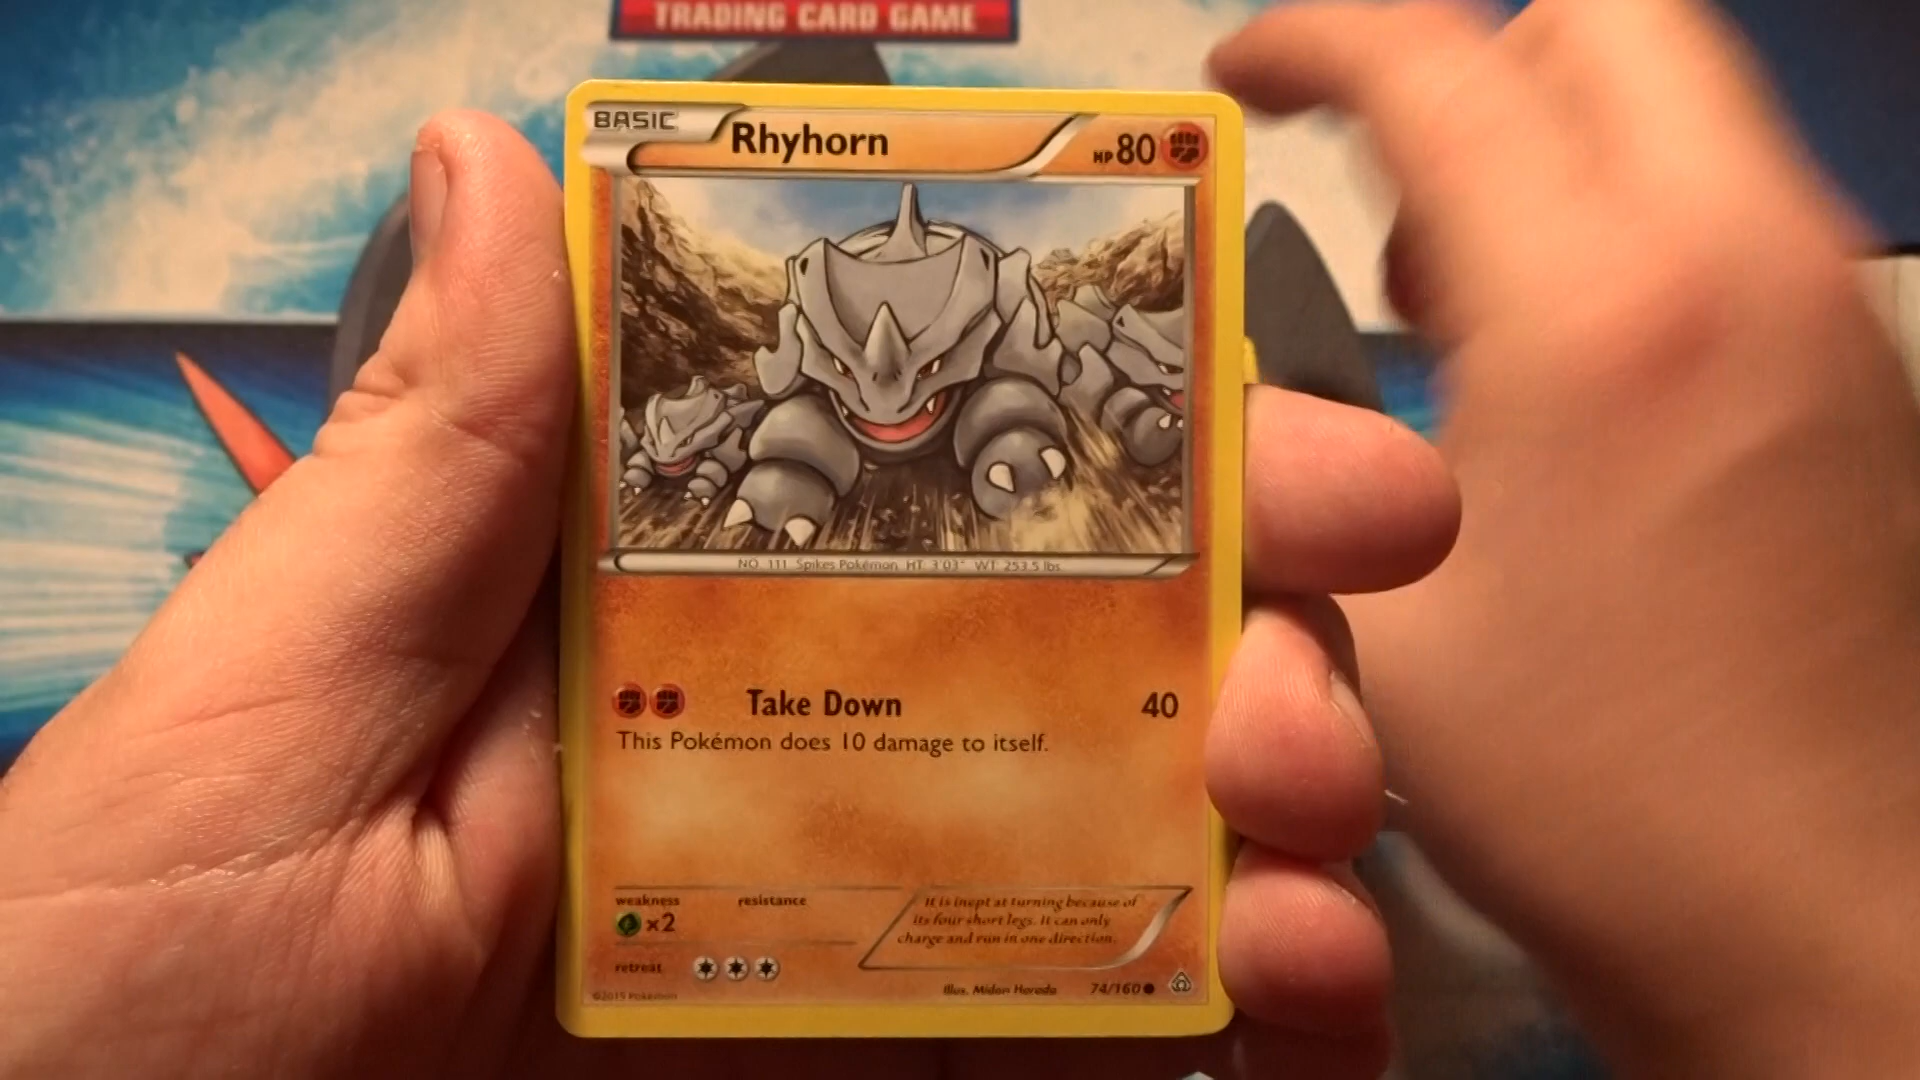 TRADING CARD GAME
BASIC
Rhyhorn
HP 80
NO. 111 Spikes Pokémon HT: 3'03" WT: 253.5 lbs.
Take Down 40
This Pokémon does 10 damage to itself.
weakness resistance
×2
It is inept at turning because of
its four short legs. It can only
charge and run in one direction.
retreat
©2015 Pokémon
Illus. Midori Harada 74/160